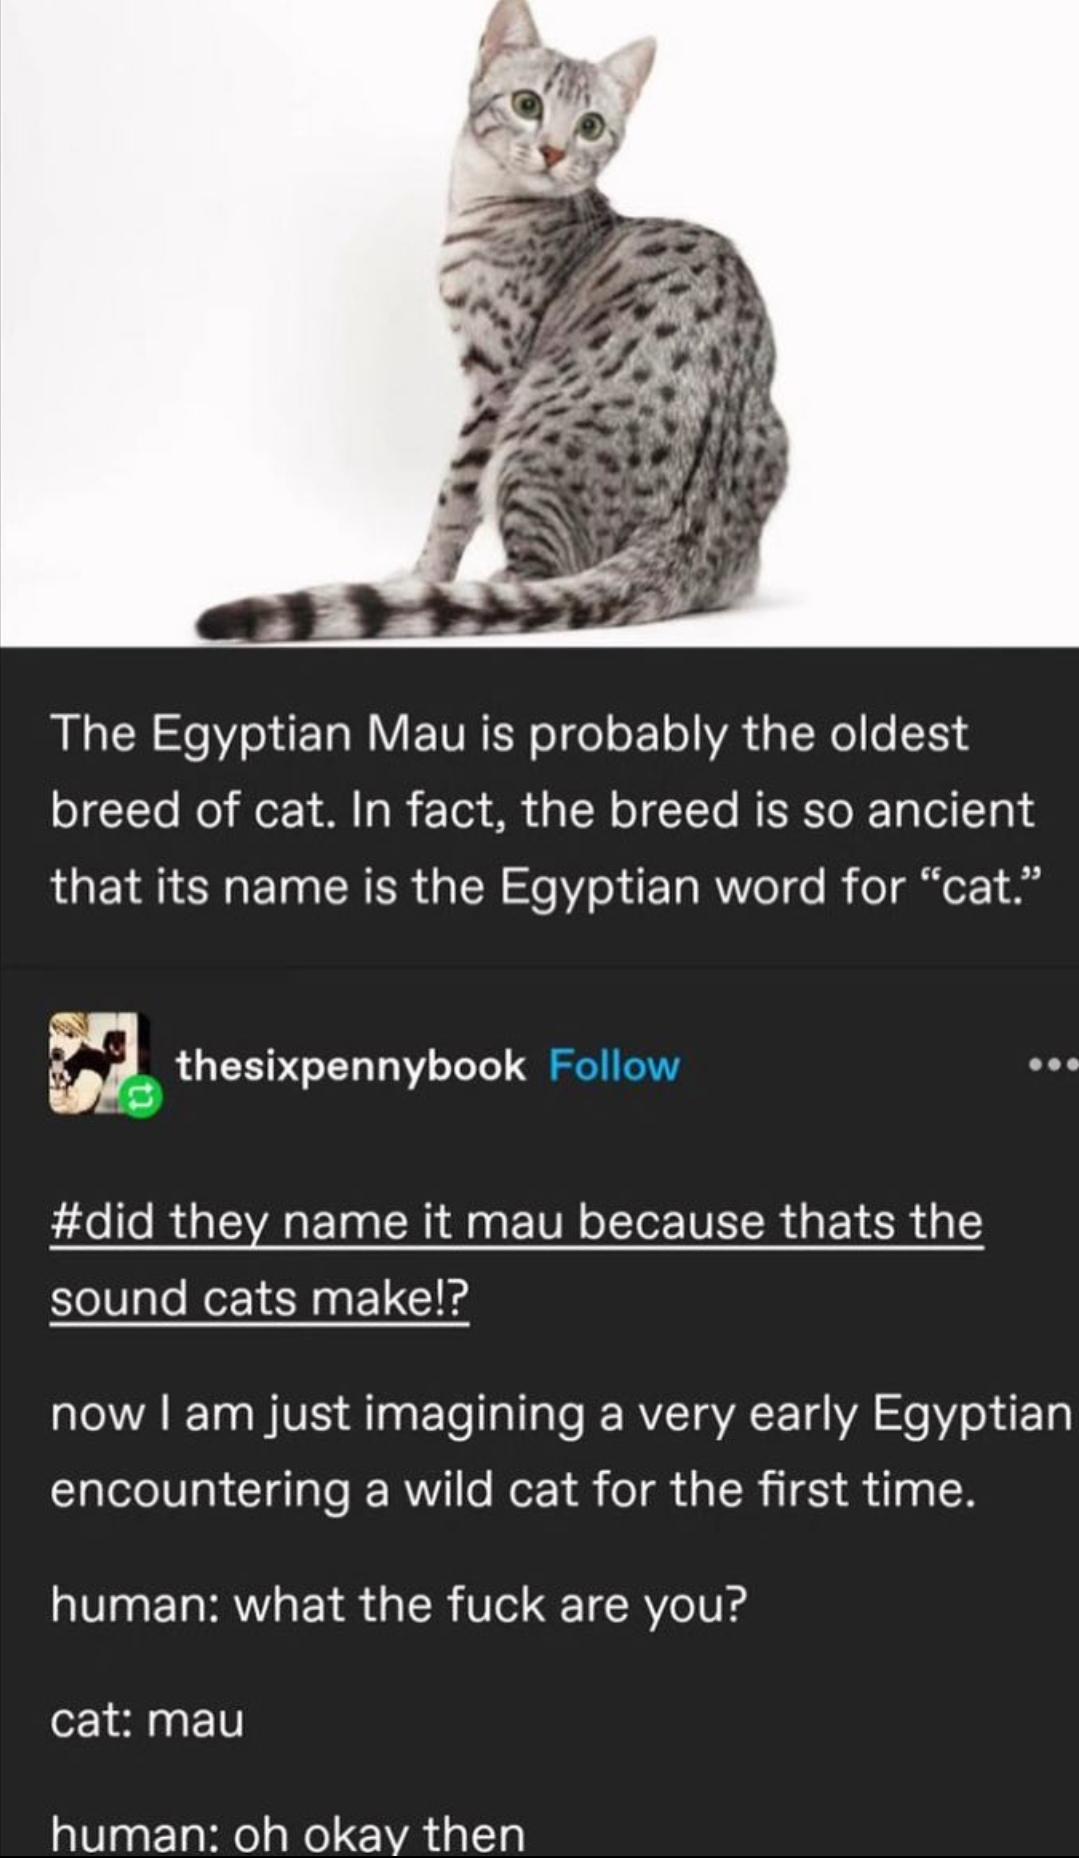 The Egyptian Mau is probably the oldest
breed of cat. In fact, the breed is so ancient
that its name is the Egyptian word for “cat.”
thesixpennybook Follow
#did they name it mau because thats the
sound cats make!?
now I am just imagining a very early Egyptian
encountering a wild cat for the first time.
human: what the fuck are you?
cat: mau
human: oh okay then